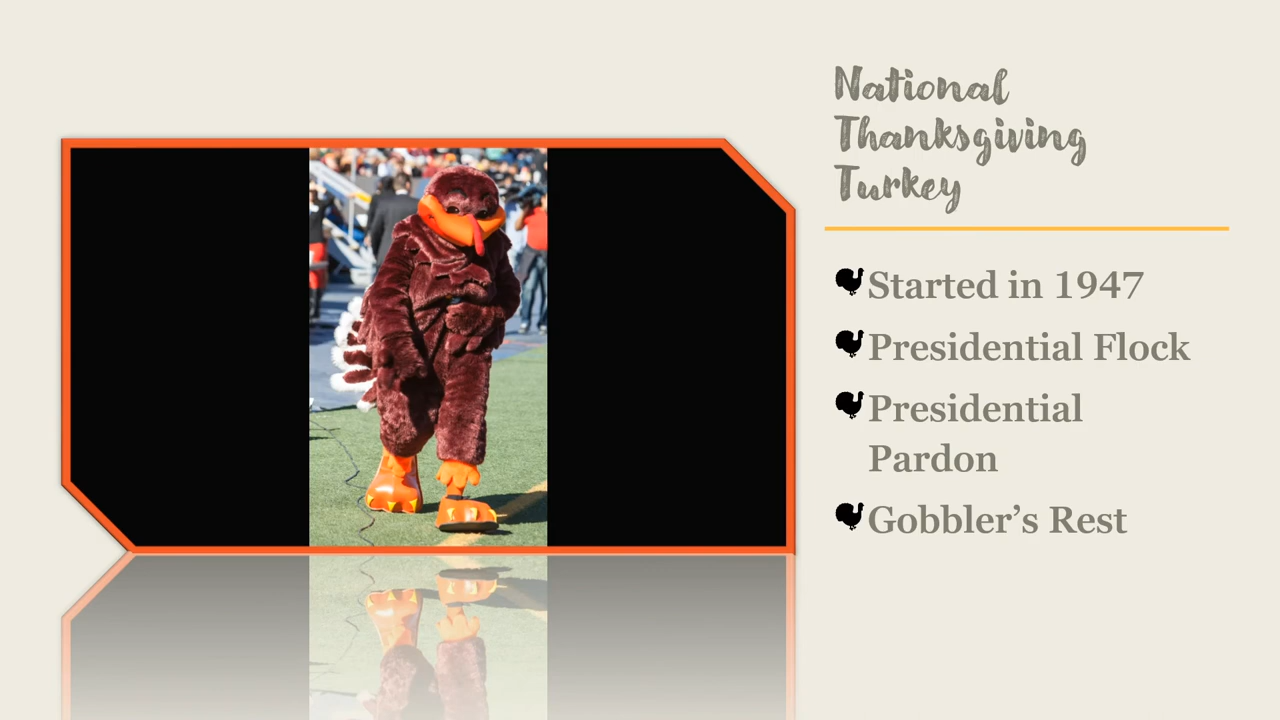 National
Thanksgiving
Turkey
Started in 1947
Presidential Flock
Presidential
Pardon
Gobbler’s Rest